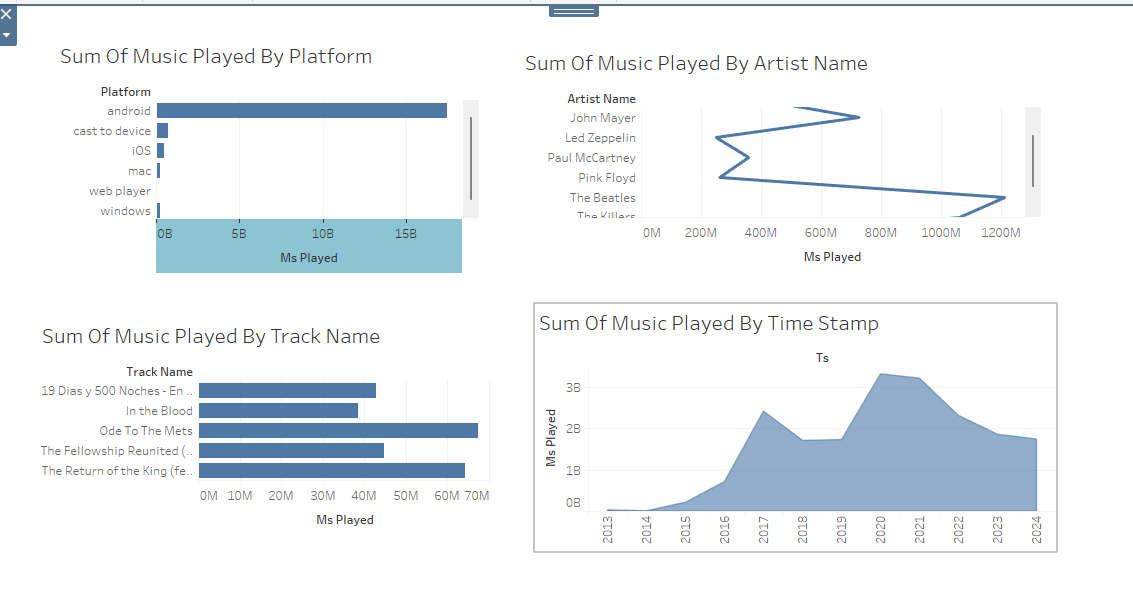 Sum Of Music Played By Platform
Platform
android
cast to device
iOS
mac
web player
windows
0B 5B 10B 15B
Ms Played
Sum Of Music Played By Artist Name
Artist Name
John Mayer
Led Zeppelin
Paul McCartney
Pink Floyd
The Beatles
The Killers
0M 200M 400M 600M 800M 1000M 1200M
Ms Played
Sum Of Music Played By Track Name
Track Name
19 Dias y 500 Noches - En ..
In the Blood
Ode To The Mets
The Fellowship Reunited (..
The Return of the King (fe..
0M 10M 20M 30M 40M 50M 60M 70M
Ms Played
Sum Of Music Played By Time Stamp
Ts
Ms Played
3B
2B
1B
0B
2013 2014 2015 2016 2017 2018 2019 2020 2021 2022 2023 2024